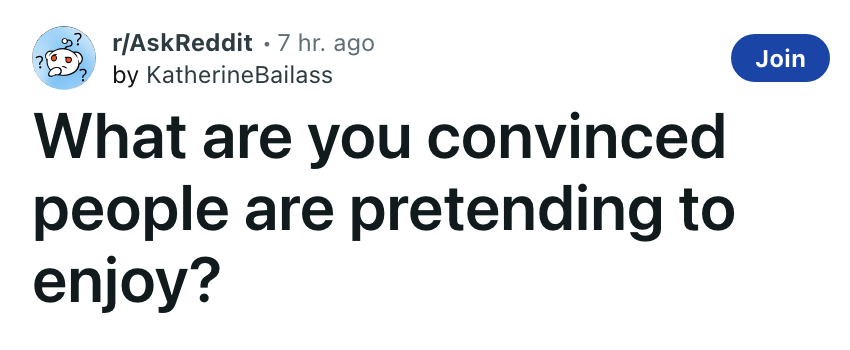 r/AskReddit • 7 hr. ago
by KatherineBailass
Join
What are you convinced
people are pretending to
enjoy?